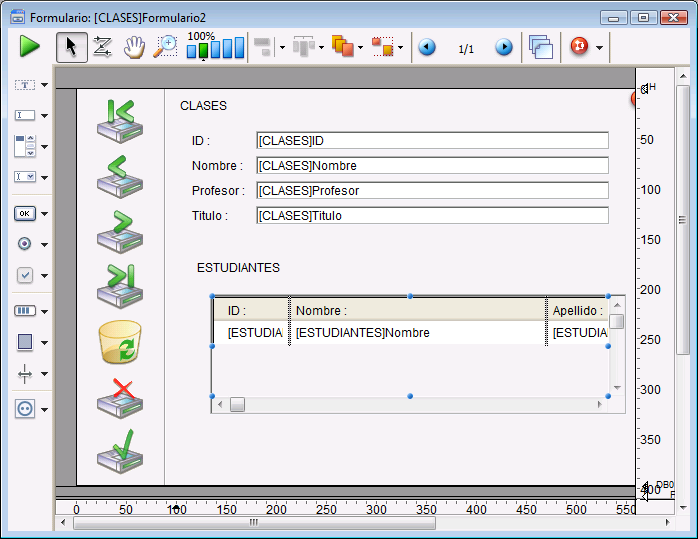 Formulario: [CLASES]Formulario2
100%
1/1
CLASES
ID :
[CLASES]ID
Nombre :
[CLASES]Nombre
Profesor :
[CLASES]Profesor
Titulo :
[CLASES]Titulo
ESTUDIANTES
ID :
Nombre :
Apellido :
[ESTUDIA
[ESTUDIANTES]Nombre
[ESTUDIA
T
OK
H
0
50
100
150
200
250
300
350
400
DB0
F
0
50
100
150
200
250
300
350
400
450
500
550